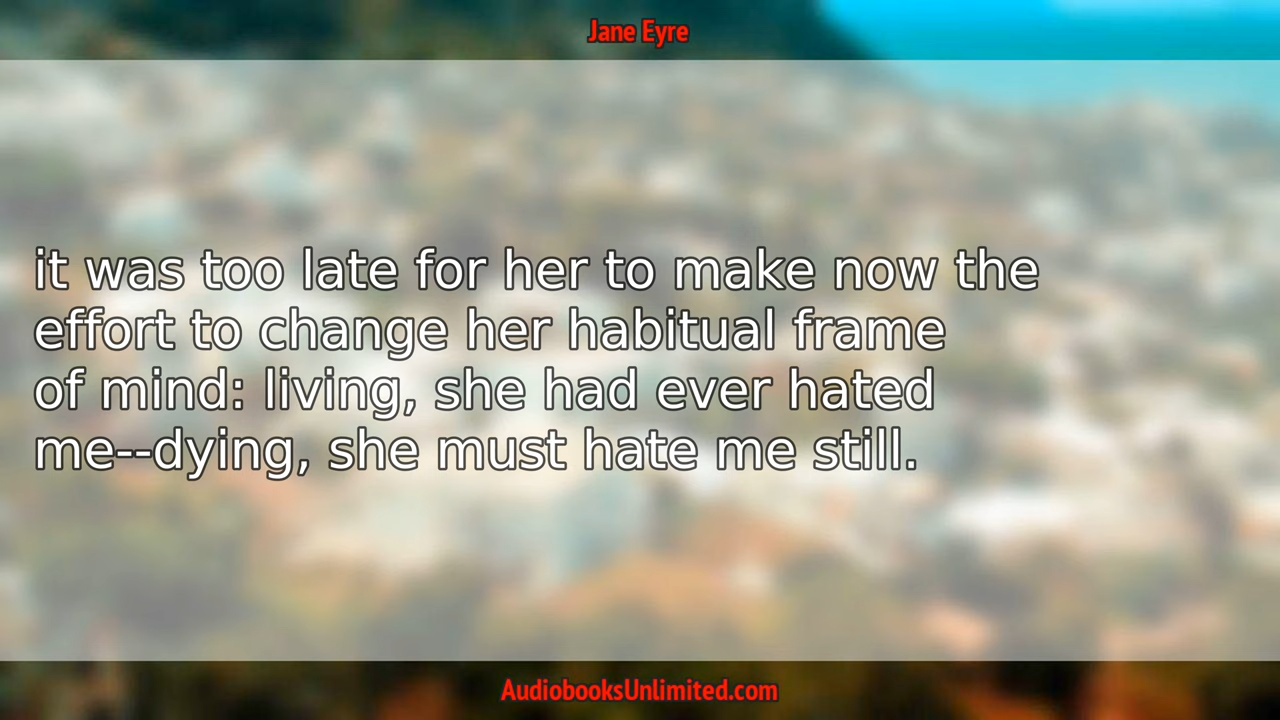 Jane Eyre
it was too late for her to make now the
effort to change her habitual frame
of mind: living, she had ever hated
me--dying, she must hate me still.
AudiobooksUnlimited.com